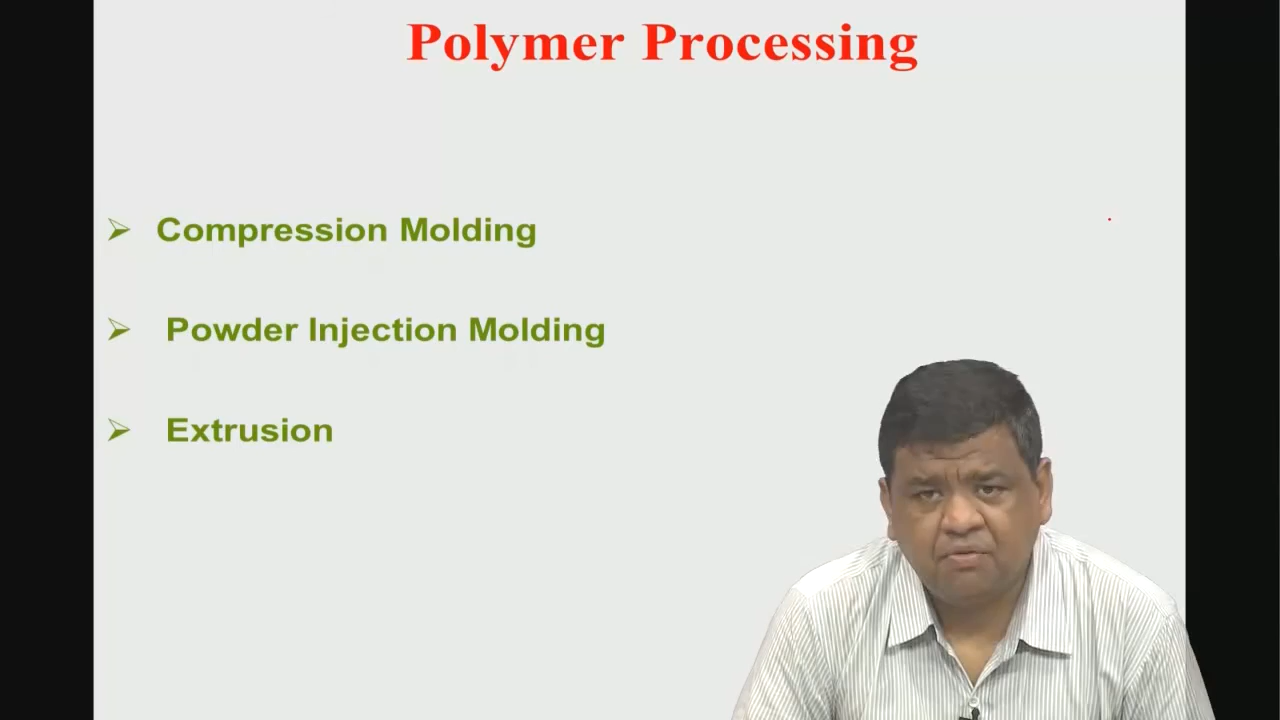 Polymer Processing
Compression Molding
Powder Injection Molding
Extrusion